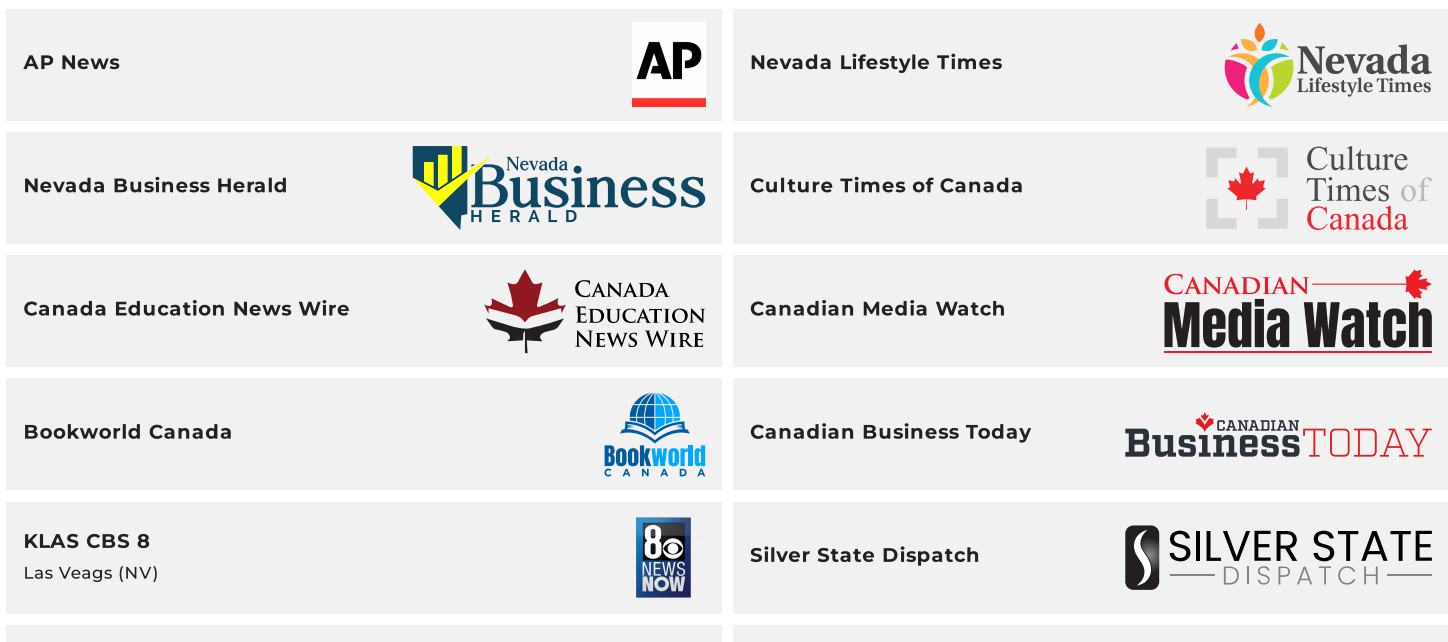 AP News
AP
Nevada Lifestyle Times
Nevada
Lifestyle Times
Nevada Business Herald
Nevada
Business
HERALD
Culture Times of Canada
Culture
Times of
Canada
Canada Education News Wire
CANADA
EDUCATION
NEWS WIRE
Canadian Media Watch
CANADIAN
Media Watch
Bookworld Canada
Bookworld
CANADA
Canadian Business Today
CANADIAN
BusinessTODAY
KLAS CBS 8
Las Veags (NV)
8
NEWS
NOW
Silver State Dispatch
SILVER STATE
DISPATCH